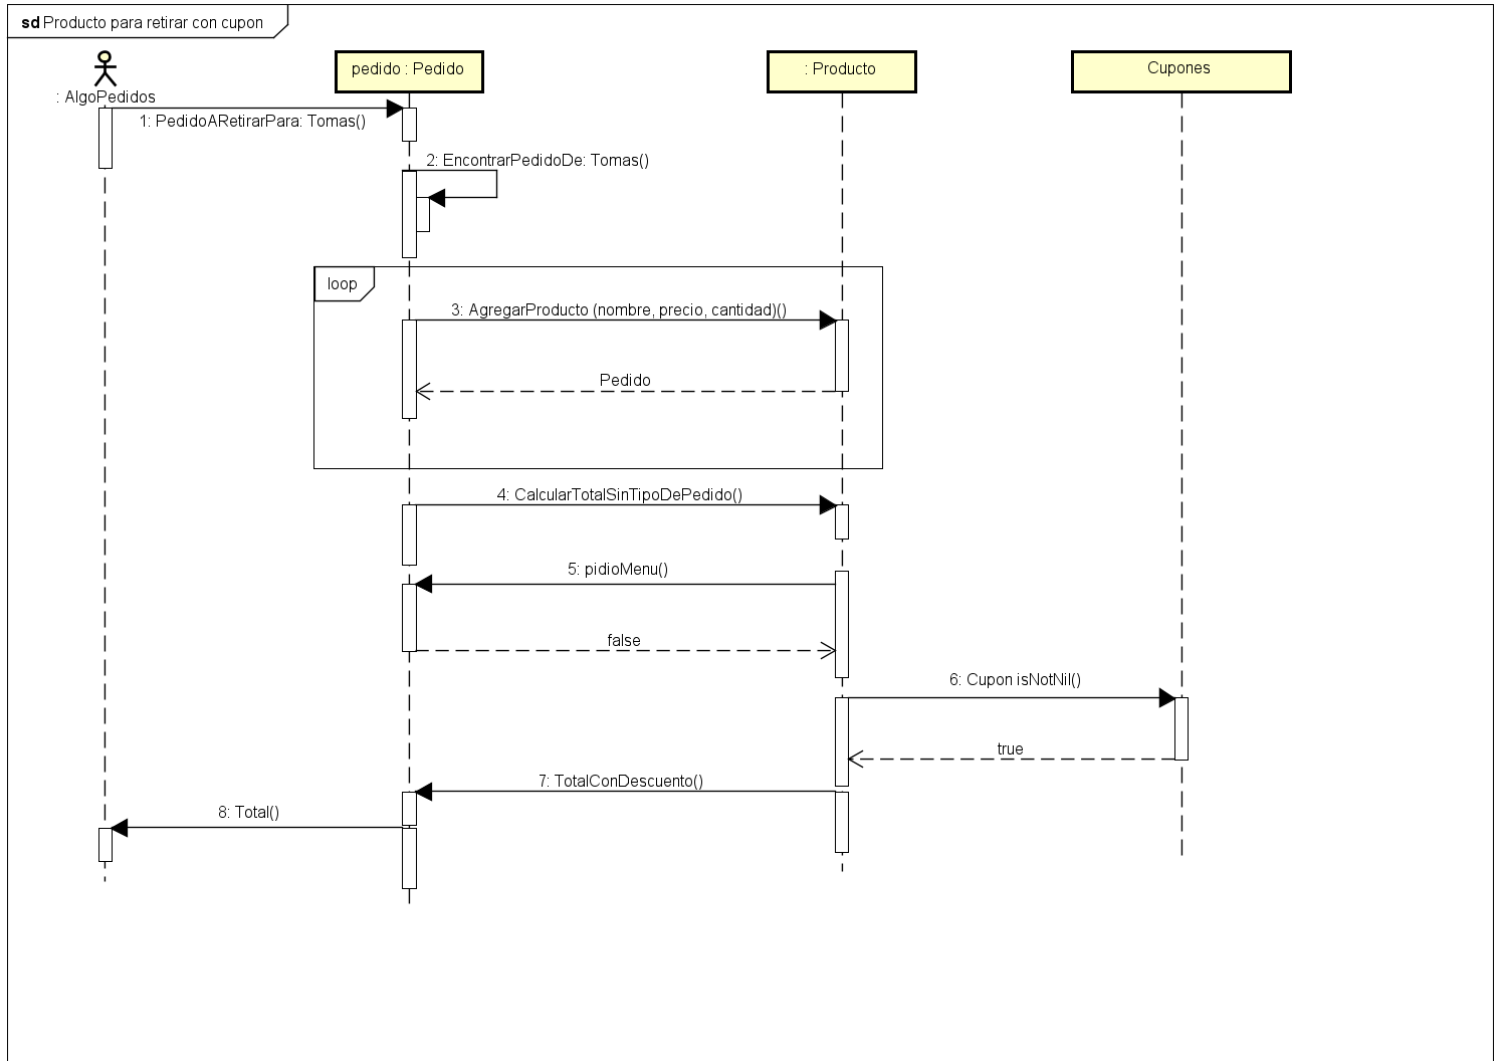 sd Producto para retirar con cupon
pedido : Pedido
: Producto
Cupones
: AlgoPedidos
1: PedidoARetirarPara: Tomas()
2: EncontrarPedidoDe: Tomas()
loop
3: AgregarProducto (nombre, precio, cantidad)()
Pedido
4: CalcularTotalSinTipoDePedido()
5: pidioMenu()
false
6: Cupon isNotNil()
true
7: TotalConDescuento()
8: Total()